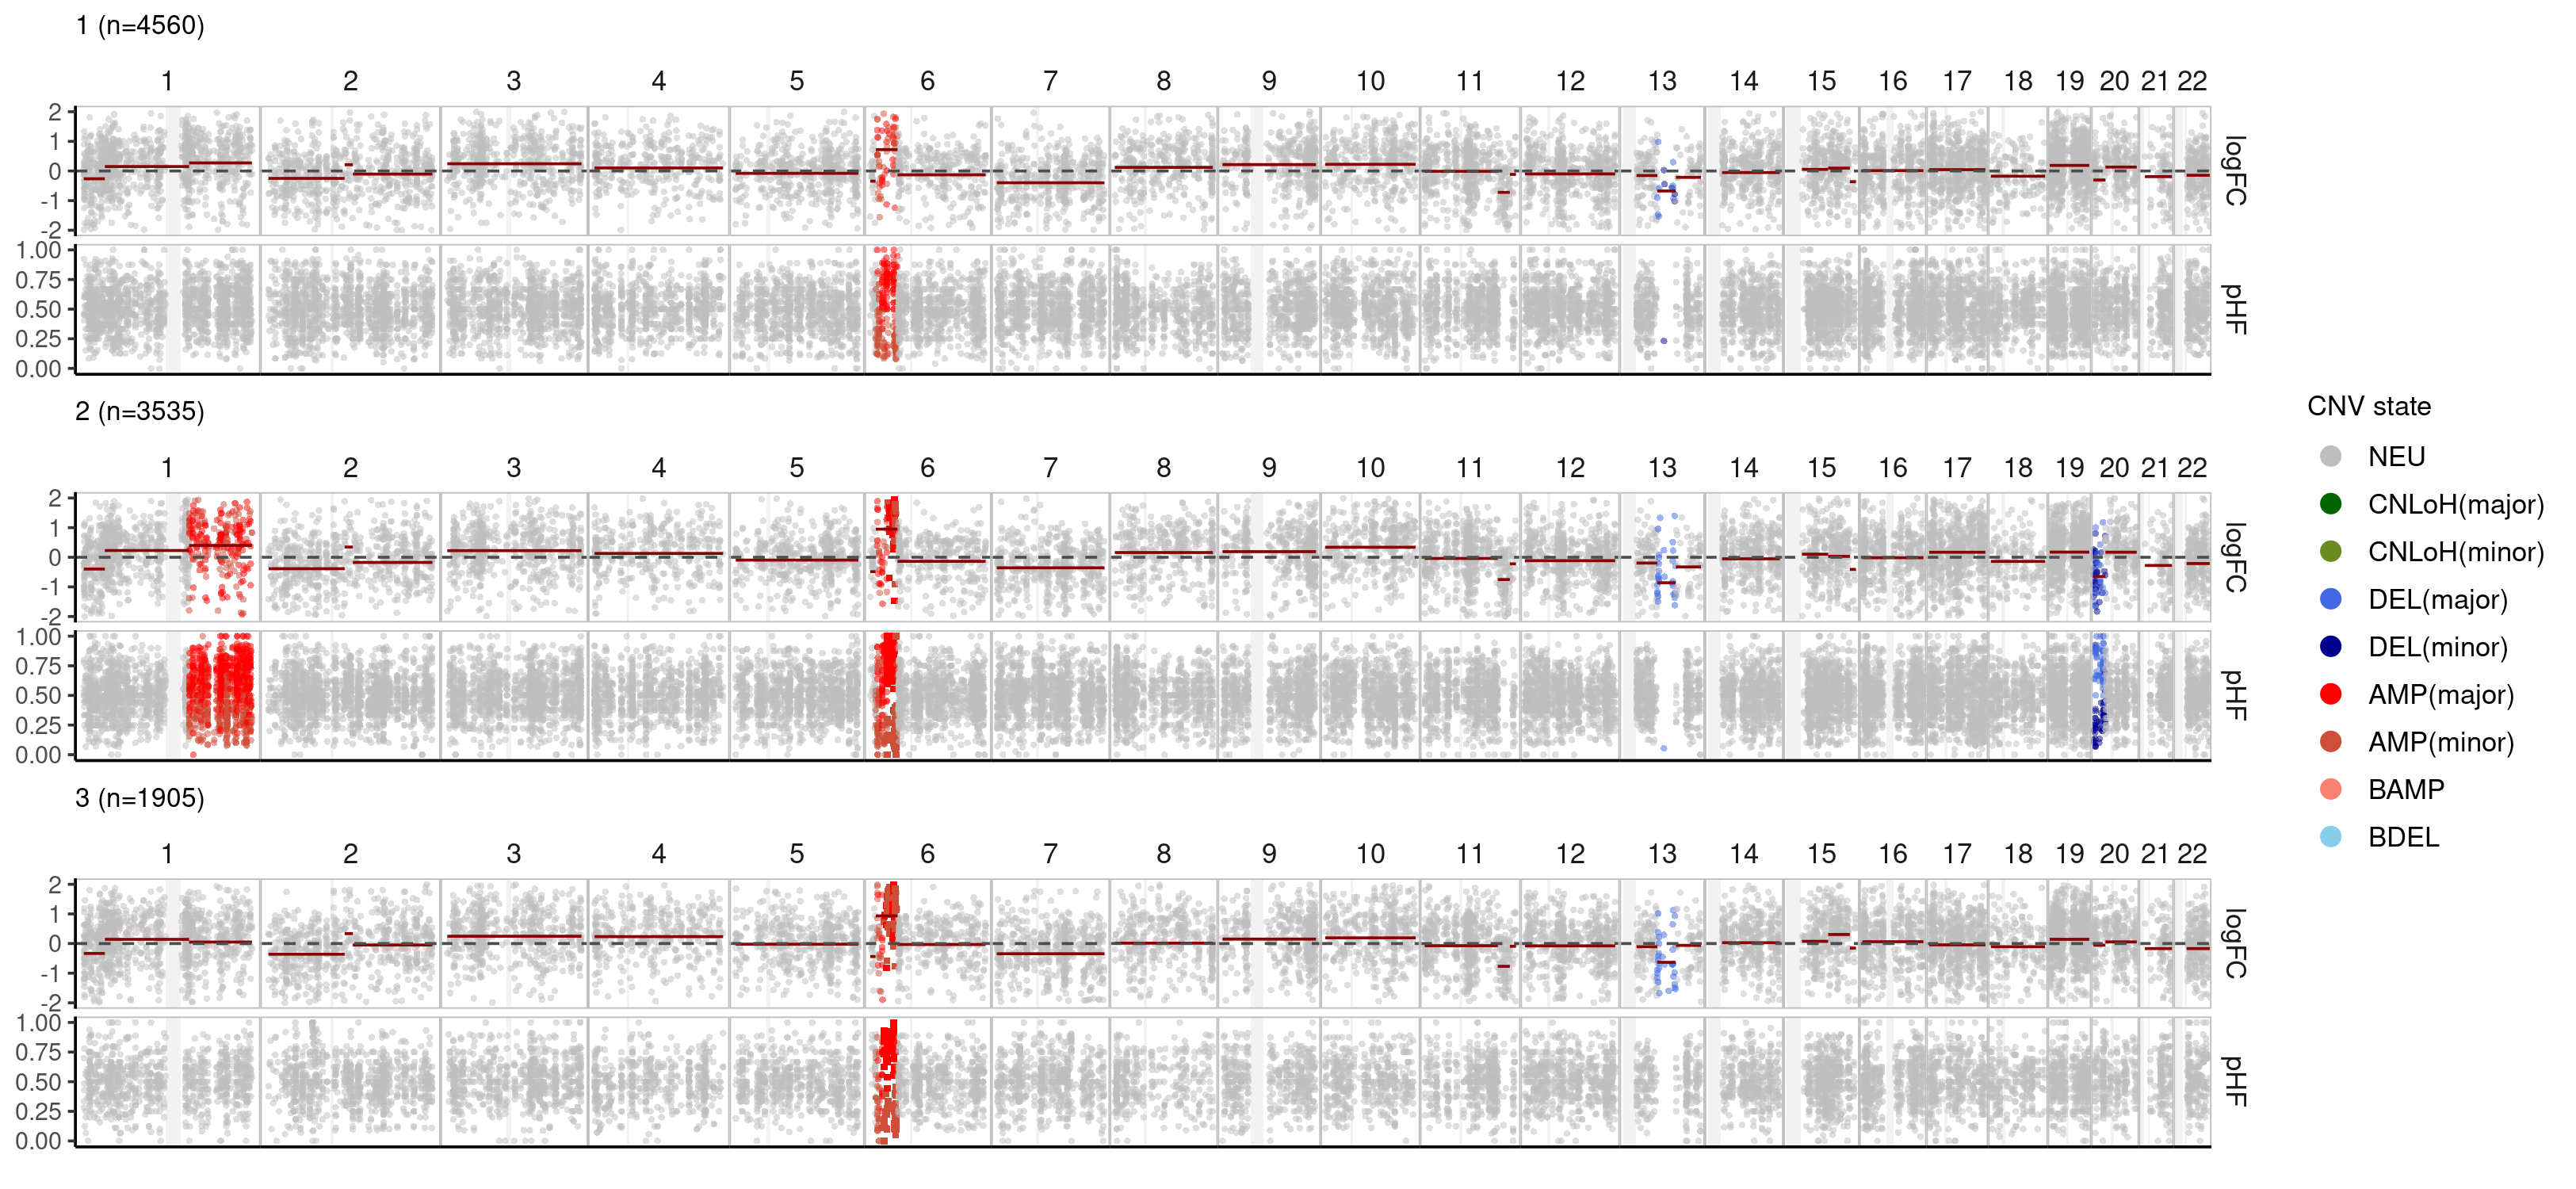 1 (n=4560)
1 2 3 4 5 6 7 8 9 10 11 12 13 14 15 16 17 18 19 20 21 22
2
1
0
-1
-2
logFC
1.00
0.75
0.50
0.25
0.00
pHF
2 (n=3535)
1 2 3 4 5 6 7 8 9 10 11 12 13 14 15 16 17 18 19 20 21 22
2
1
0
-1
-2
logFC
1.00
0.75
0.50
0.25
0.00
pHF
3 (n=1905)
1 2 3 4 5 6 7 8 9 10 11 12 13 14 15 16 17 18 19 20 21 22
2
1
0
-1
-2
logFC
1.00
0.75
0.50
0.25
0.00
pHF
CNV state
NEU
CNLoH(major)
CNLoH(minor)
DEL(major)
DEL(minor)
AMP(major)
AMP(minor)
BAMP
BDEL